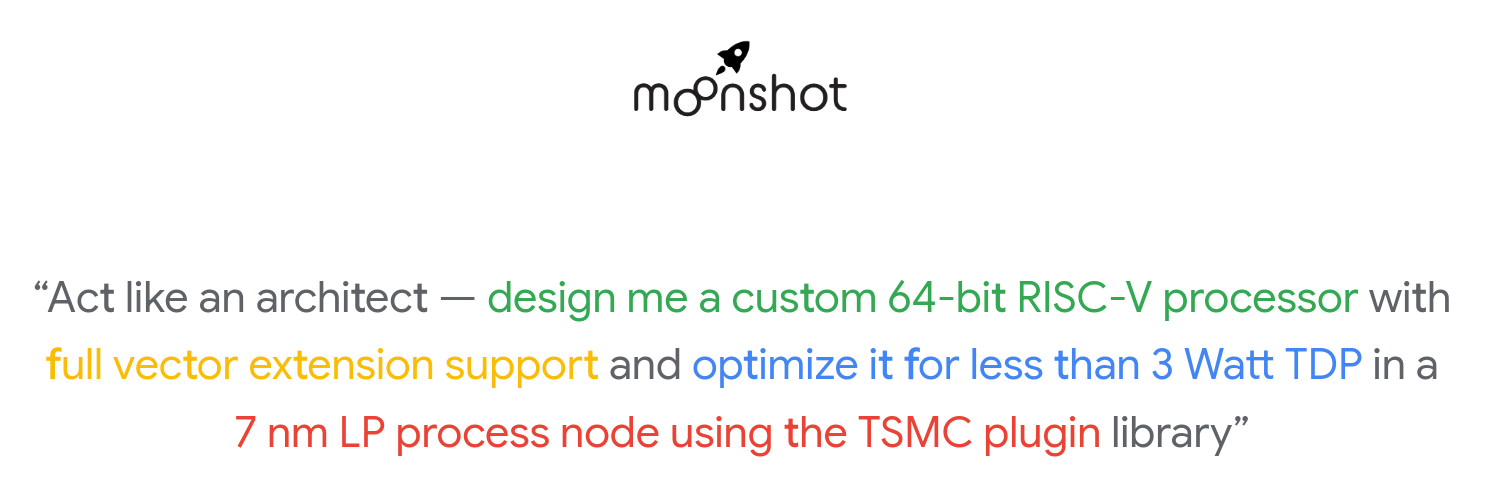 moonshot
“Act like an architect — design me a custom 64-bit RISC-V processor with
full vector extension support and optimize it for less than 3 Watt TDP in a
7 nm LP process node using the TSMC plugin library”